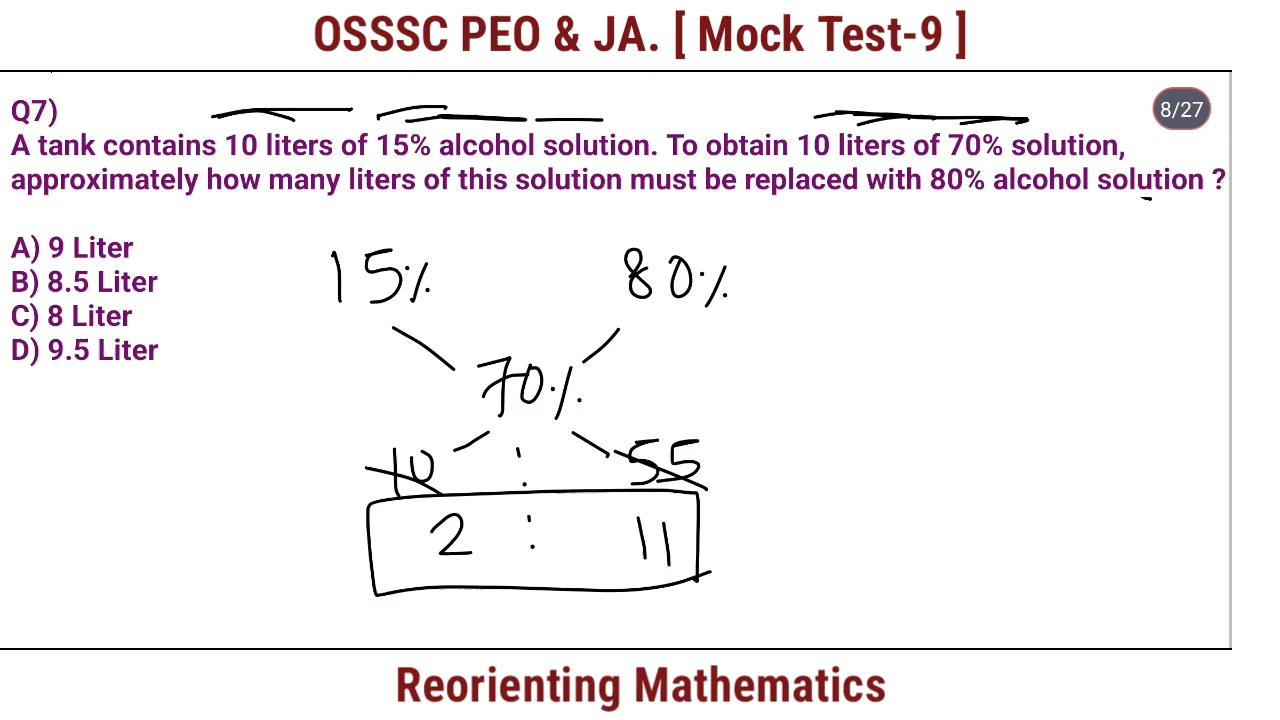 OSSSC PEO & JA. [ Mock Test-9 ]
Q7)
8/27
A tank contains 10 liters of 15% alcohol solution. To obtain 10 liters of 70% solution,
approximately how many liters of this solution must be replaced with 80% alcohol solution ?
A) 9 Liter
B) 8.5 Liter
C) 8 Liter
D) 9.5 Liter
15% 80%
70%
10 : 55
2 : 11
Reorienting Mathematics